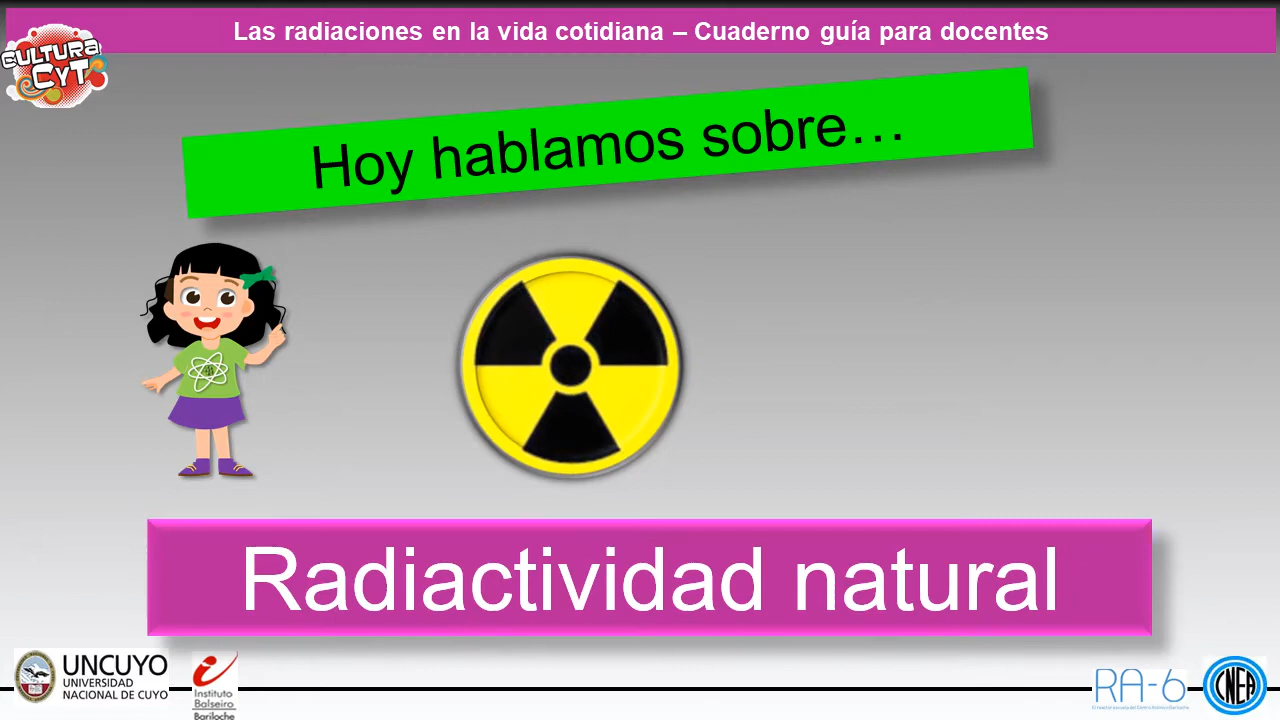 Las radiaciones en la vida cotidiana – Cuaderno guía para docentes
CULTURA
CYT
Hoy hablamos sobre…
Radiactividad natural
UNCUYO
UNIVERSIDAD
NACIONAL DE CUYO
Instituto
Balseiro
Bariloche
RA-6
CNEA